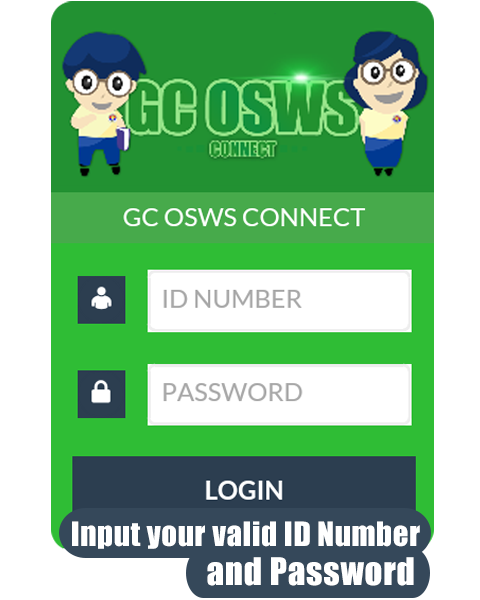 GC OSWS
CONNECT
GC OSWS CONNECT
ID NUMBER
PASSWORD
LOGIN
Input your valid ID Number
and Password